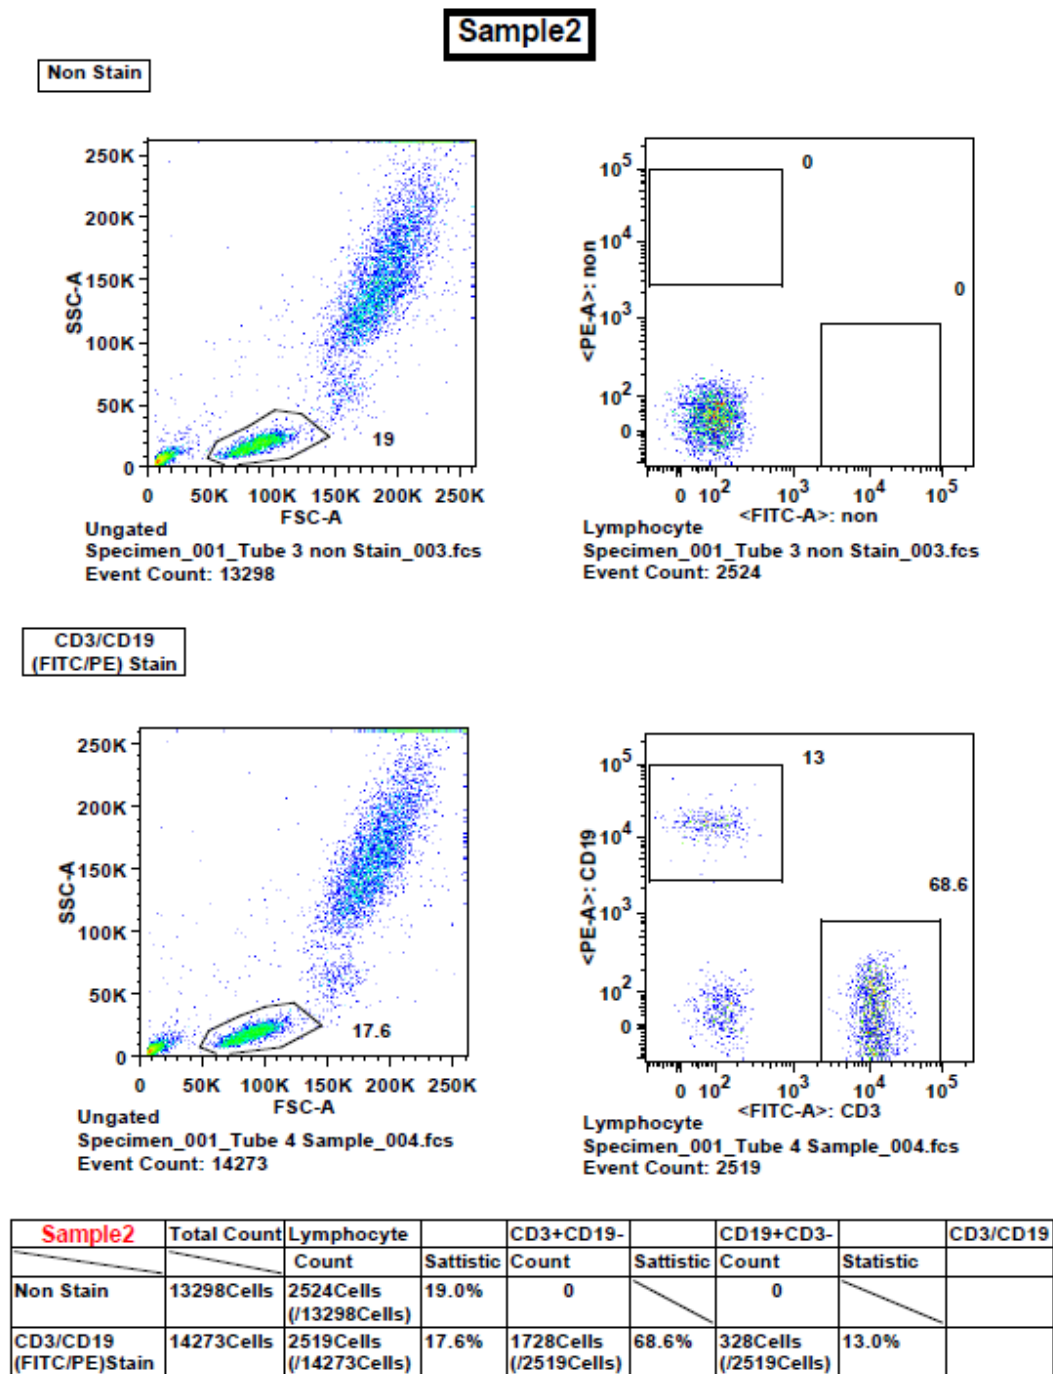 Sample2
Non Stain
250K
200K
150K
100K
50K
0
SSC-A
19
0 50K 100K 150K 200K 250K
FSC-A
Ungated
Specimen_001_Tube 3 non Stain_003.fcs
Event Count: 13298
0
10^5
10^4
10^3
10^2
0
<PE-A>: non
0
0 10^2 10^3 10^4 10^5
<FITC-A>: non
Lymphocyte
Specimen_001_Tube 3 non Stain_003.fcs
Event Count: 2524
CD3/CD19
(FITC/PE) Stain
250K
200K
150K
100K
50K
0
SSC-A
17.6
0 50K 100K 150K 200K 250K
FSC-A
Ungated
Specimen_001_Tube 4 Sample_004.fcs
Event Count: 14273
13
10^5
10^4
10^3
10^2
0
<PE-A>: CD19
68.6
0 10^2 10^3 10^4 10^5
<FITC-A>: CD3
Lymphocyte
Specimen_001_Tube 4 Sample_004.fcs
Event Count: 2519
Sample2 Total Count Lymphocyte CD3+CD19- CD19+CD3- CD3/CD19
Count Sattistic Count Sattistic Count Statistic
Non Stain 13298Cells 2524Cells 19.0% 0 0
(/13298Cells)
CD3/CD19 14273Cells 2519Cells 17.6% 1728Cells 68.6% 328Cells 13.0%
(FITC/PE)Stain (/14273Cells) (/2519Cells) (/2519Cells)